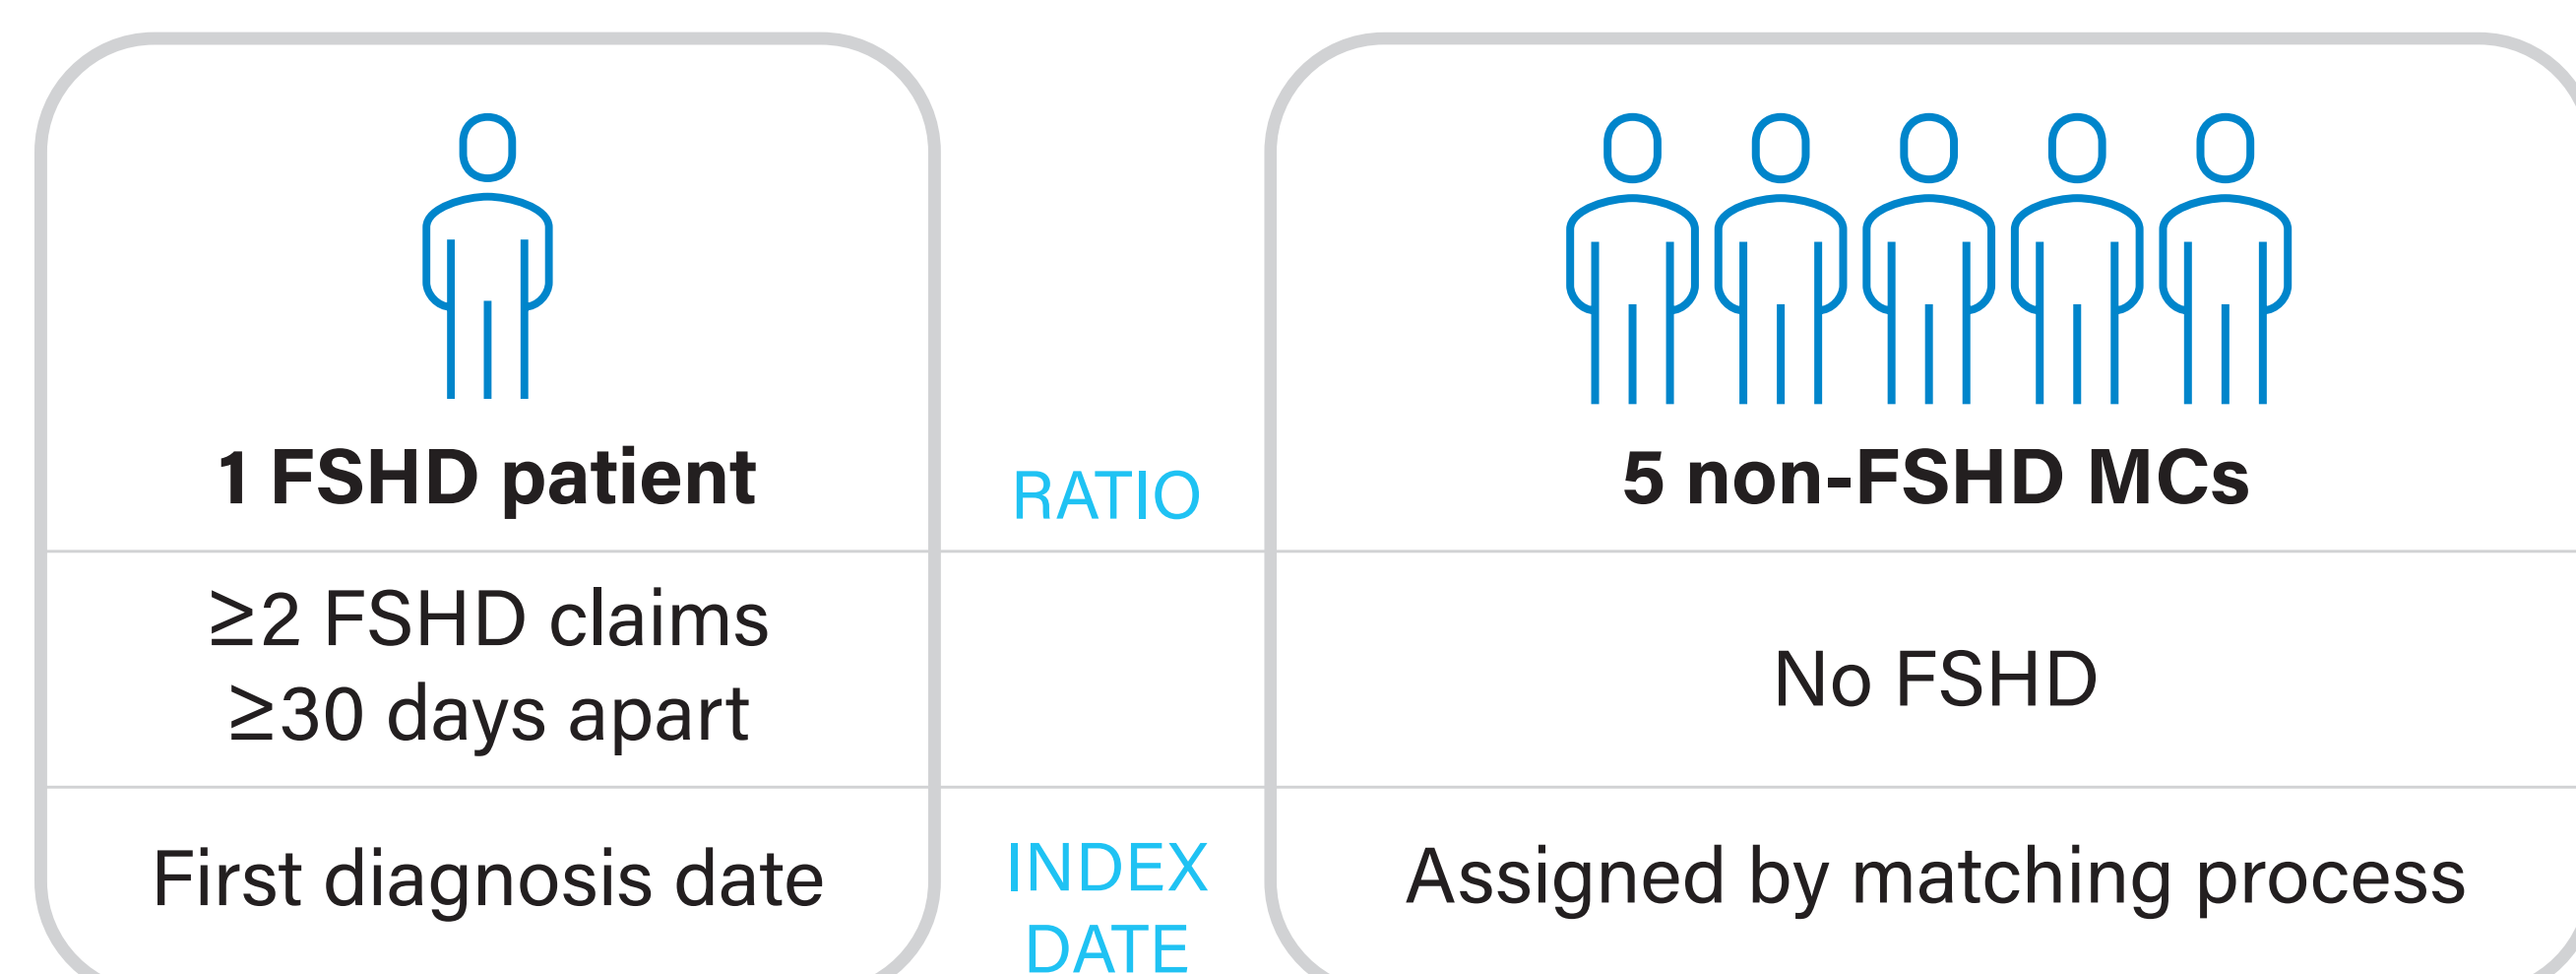 1 FSHD patient
RATIO
5 non-FSHD MCs
≥2 FSHD claims
≥30 days apart
No FSHD
First diagnosis date
INDEX
DATE
Assigned by matching process